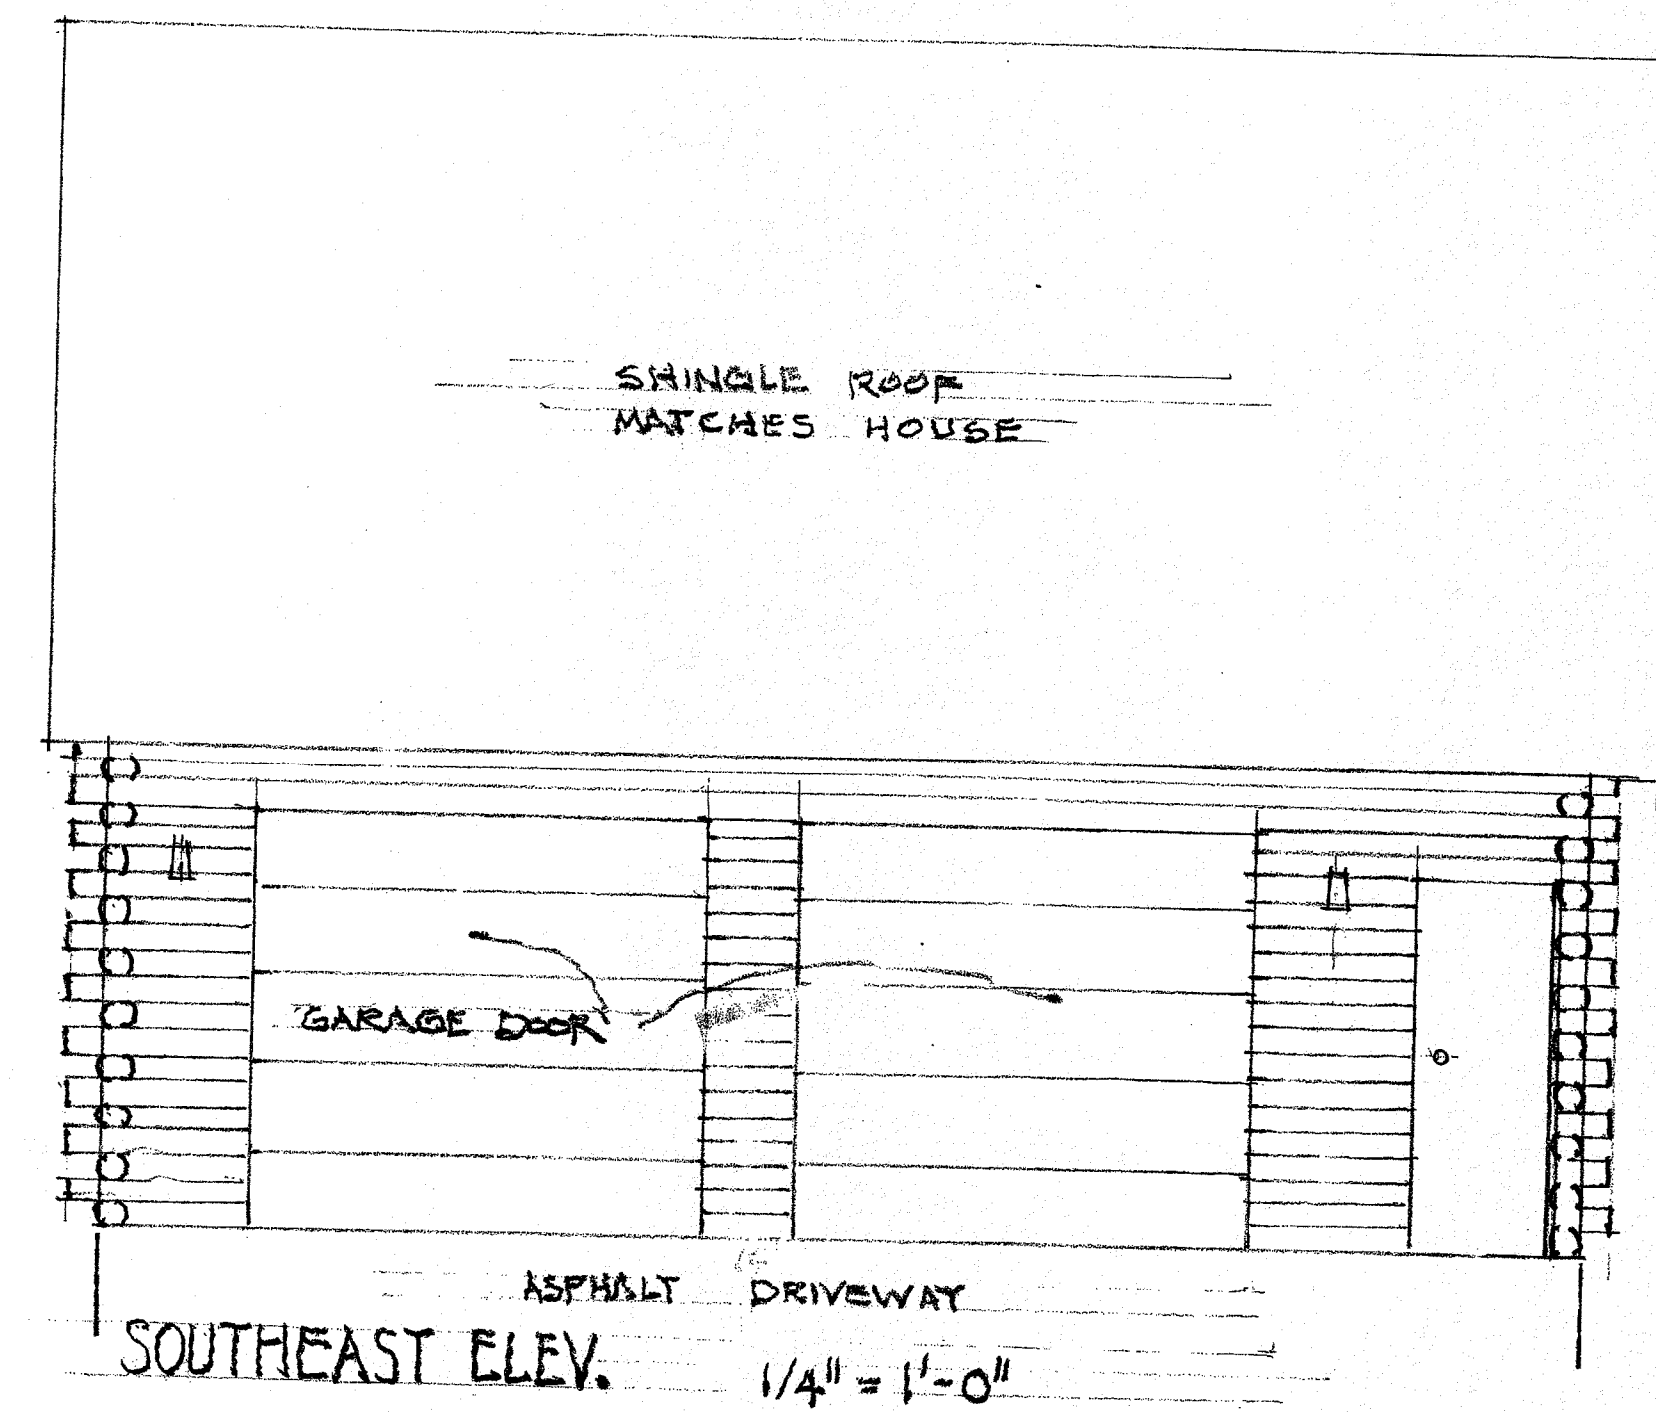 SHINGLE ROOF
MATCHES HOUSE
GARAGE DOOR
ASPHALT DRIVEWAY
SOUTHEAST ELEV.
1/4" = 1'-0"